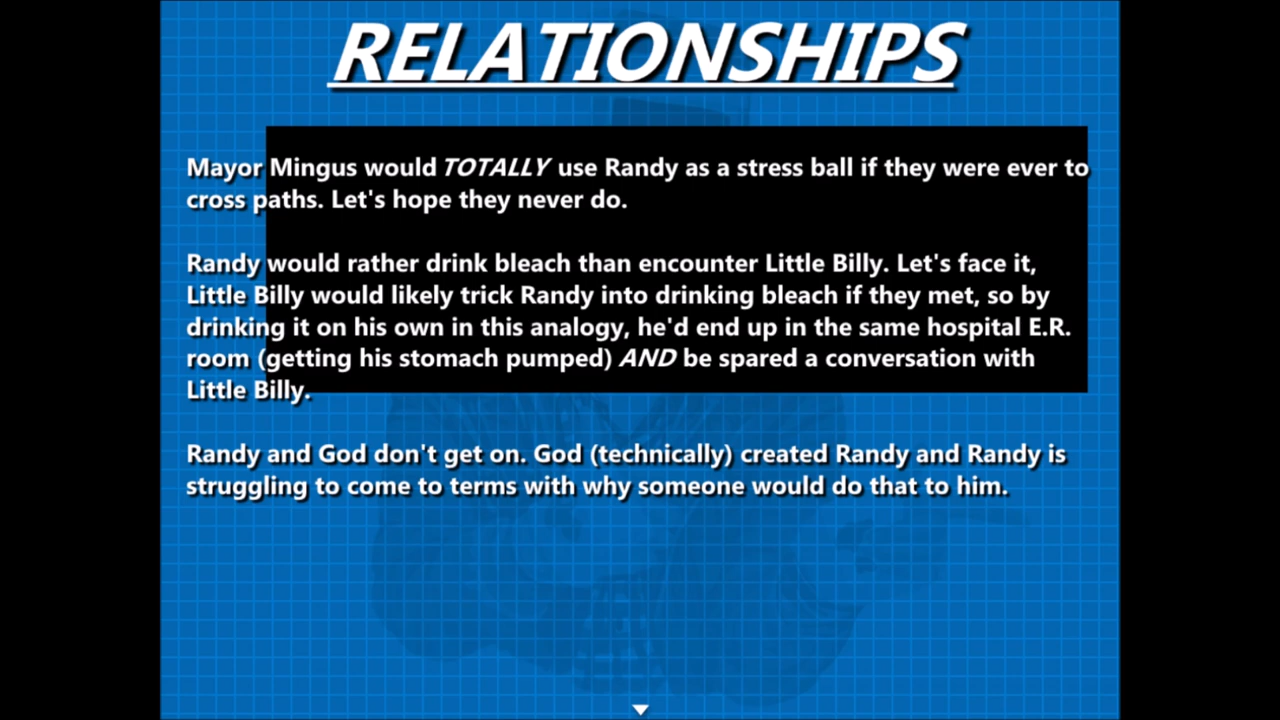 RELATIONSHIPS
Mayor Mingus would TOTALLY use Randy as a stress ball if they were ever to
cross paths. Let's hope they never do.
Randy would rather drink bleach than encounter Little Billy. Let's face it,
Little Billy would likely trick Randy into drinking bleach if they met, so by
drinking it on his own in this analogy, he'd end up in the same hospital E.R.
room (getting his stomach pumped) AND be spared a conversation with
Little Billy.
Randy and God don't get on. God (technically) created Randy and Randy is
struggling to come to terms with why someone would do that to him.